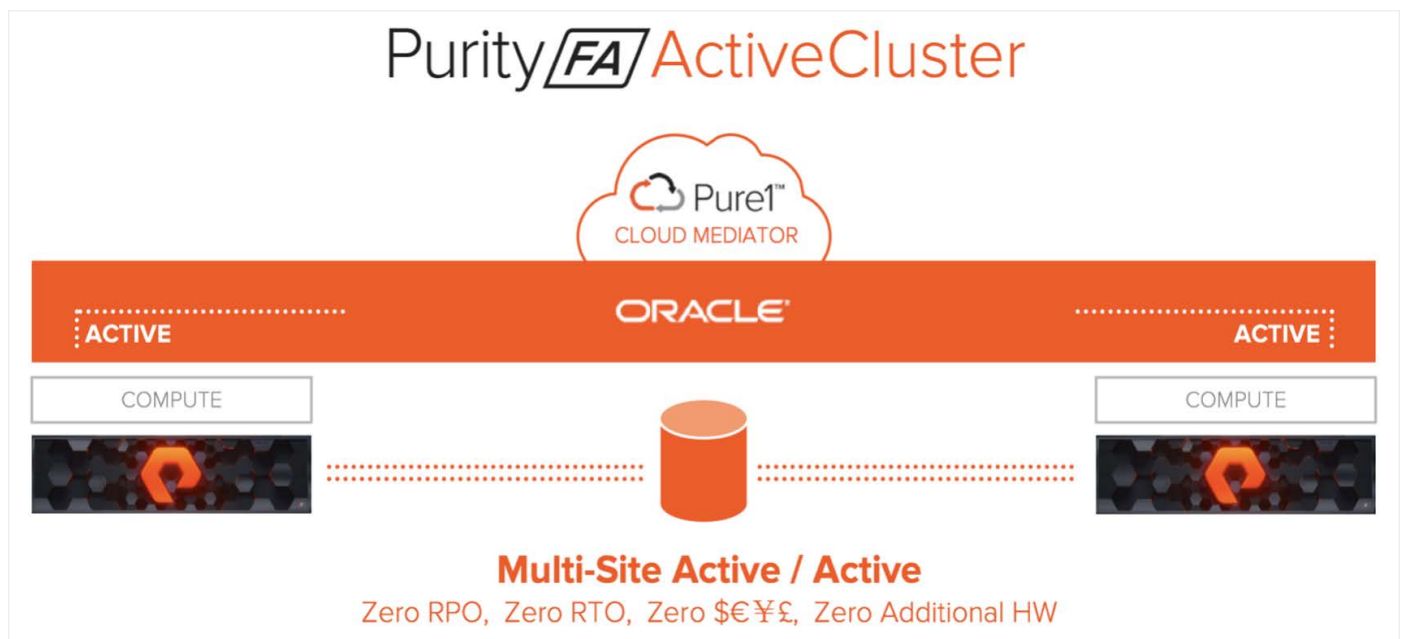 Purity FA ActiveCluster
Pure1™
CLOUD MEDIATOR
ORACLE®
ACTIVE
ACTIVE
COMPUTE
COMPUTE
Multi-Site Active / Active
Zero RPO, Zero RTO, Zero $€¥£, Zero Additional HW